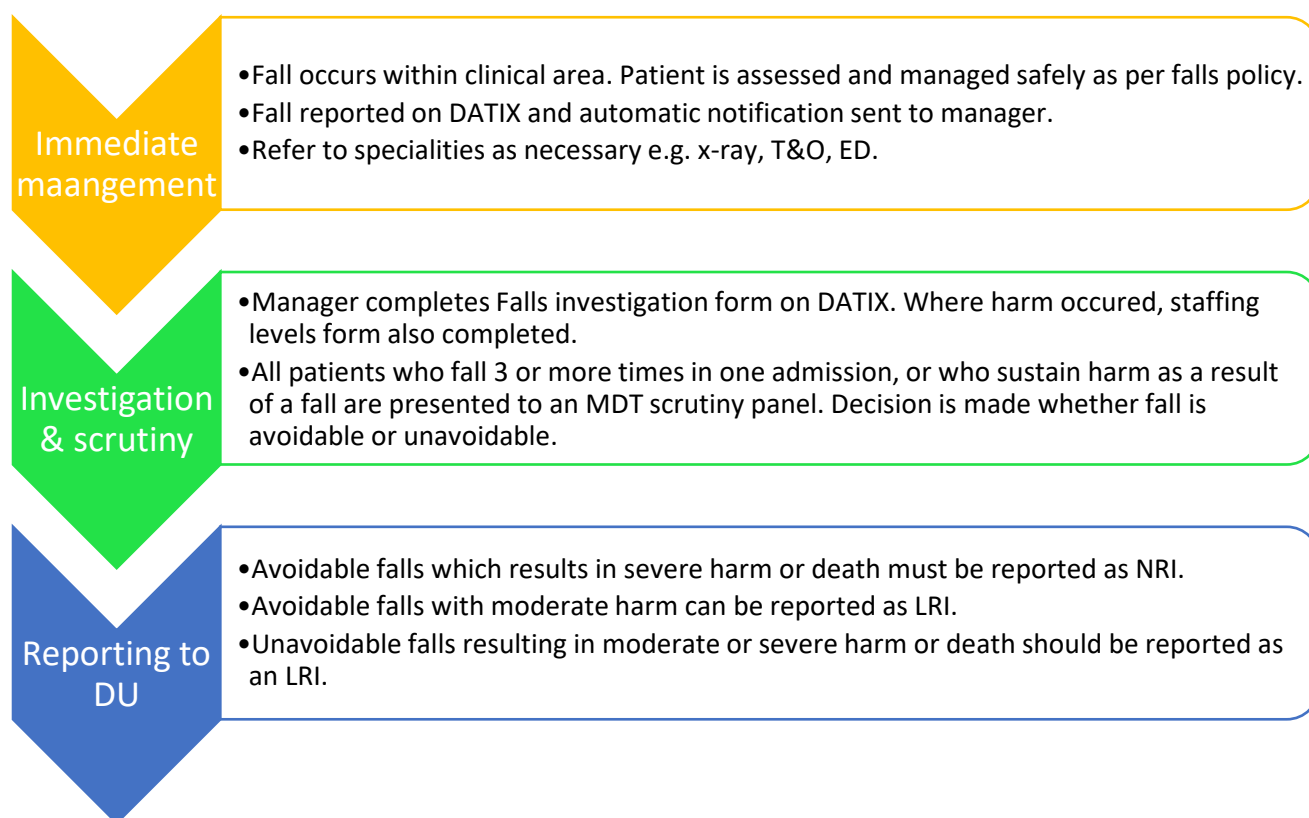 Immediate
maangement
•Fall occurs within clinical area. Patient is assessed and managed safely as per falls policy.
•Fall reported on DATIX and automatic notification sent to manager.
•Refer to specialities as necessary e.g. x-ray, T&O, ED.
Investigation
& scrutiny
•Manager completes Falls investigation form on DATIX. Where harm occured, staffing
levels form also completed.
•All patients who fall 3 or more times in one admission, or who sustain harm as a result
of a fall are presented to an MDT scrutiny panel. Decision is made whether fall is
avoidable or unavoidable.
Reporting to
DU
•Avoidable falls which results in severe harm or death must be reported as NRI.
•Avoidable falls with moderate harm can be reported as LRI.
•Unavoidable falls resulting in moderate or severe harm or death should be reported as
an LRI.